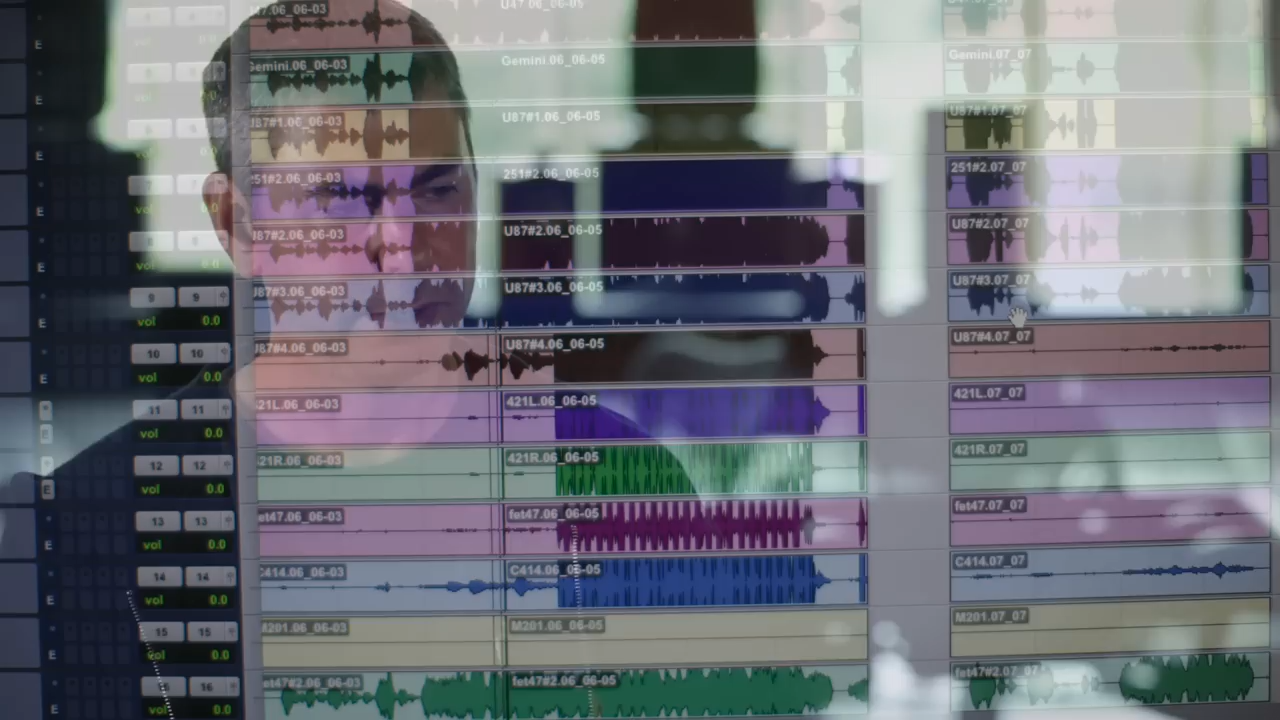 47.06_06-03 U47.06_06-05
E
vol
Gemini.06_06-03 Gemini.06_06-05 Gemini.07_07
E
U87#1.06_06-03 U87#1.06_06-05 U87#1.07_07
E
251#2.06_06-03 251#2.06_06-05 251#2.07_07
vol
E
U87#2.06_06-03 U87#2.06_06-05 U87#2.07_07
vol
E
9 9 U87#3.06_06-03 U87#3.06_06-05 U87#3.07_07
E vol 0.0
10 10 U87#4.06_06-03 U87#4.06_06-05 U87#4.07_07
E vol 0.0
11 11 421L.06_06-03 421L.06_06-05 421L.07_07
E vol 0.0
12 12 421R.06_06-03 421R.06_06-05 421R.07_07
E vol 0.0
13 13 fet47.06_06-03 fet47.06_06-05 fet47.07_07
E vol 0.0
14 14 C414.06_06-03 C414.06_06-05 C414.07_07
E vol 0.0
15 15 M201.06_06-03 M201.06_06-05 M201.07_07
E vol 0.0
16 fet47#2.06_06-03 fet47#2.06_06-05 fet47#2.07_07
E vol 0.0